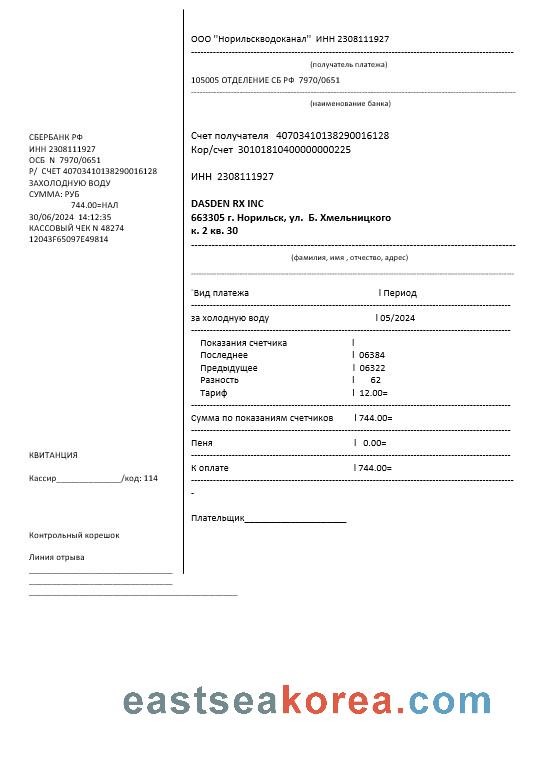 ООО "Норильскводоканал"  ИНН 2308111927
(получатель платежа)
105005 ОТДЕЛЕНИЕ СБ РФ  7970/0651
(наименование банка)
СБЕРБАНК РФ
ИНН 2308111927
ОСБ  N  7970/0651
Р/  СЧЕТ 40703410138290016128
ЗАХОЛОДНУЮ ВОДУ
СУММА: РУБ
744.00=НАЛ
30/06/2024  14:12:35
КАССОВЫЙ ЧЕК N 48274
12043F65097E49814
КВИТАНЦИЯ
Кассир_______________/код: 114
Контрольный корешок
Линия отрыва
Счет получателя   40703410138290016128
Кор/счет  30101810400000000225
ИНН  2308111927
DASDEN RX INC
663305 г. Норильск, ул.  Б. Хмельницкого
к. 2 кв. 30
(фамилия, имя , отчество, адрес)
`Вид платежа l Период
за холодную воду l 05/2024
Показания счетчика l
Последнее l 06384
Предыдущее l 06322
Разность l 62
Тариф l 12.00=
Сумма по показаниям счетчиков l 744.00=
Пеня l 0.00=
К оплате l 744.00=
-
Плательщик____________________
eastseakorea.com